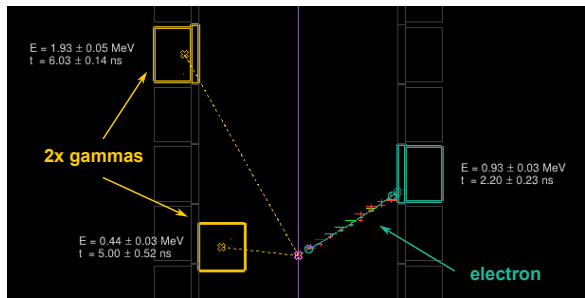 E = 1.93 ± 0.05 MeV
t = 6.03 ± 0.14 ns
2x gammas
E = 0.93 ± 0.03 MeV
t = 2.20 ± 0.23 ns
E = 0.44 ± 0.03 MeV
t = 5.00 ± 0.52 ns
electron